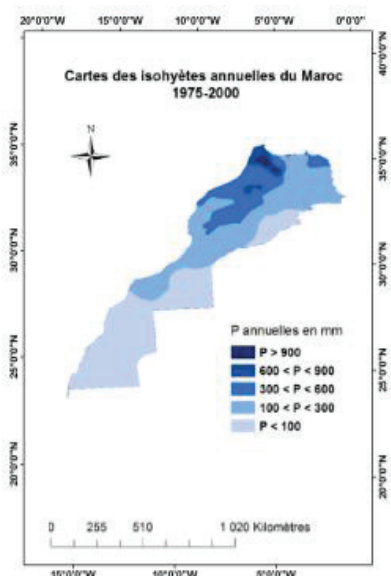 20°0'0"W 15°0'0"W 10°0'0"W 5°0'0"W 0°0'0"
Cartes des isohyètes annuelles du Maroc
1975-2000
N
40°0'0"N
35°0'0"N
35°0'0"N
30°0'0"N
30°0'0"N
25°0'0"N
25°0'0"N
20°0'0"N
20°0'0"N
P annuelles en mm
P > 900
600 < P < 900
300 < P < 600
100 < P < 300
P < 100
0 255 510 1 020 Kilomètres
15°0'0"W 10°0'0"W 5°0'0"W